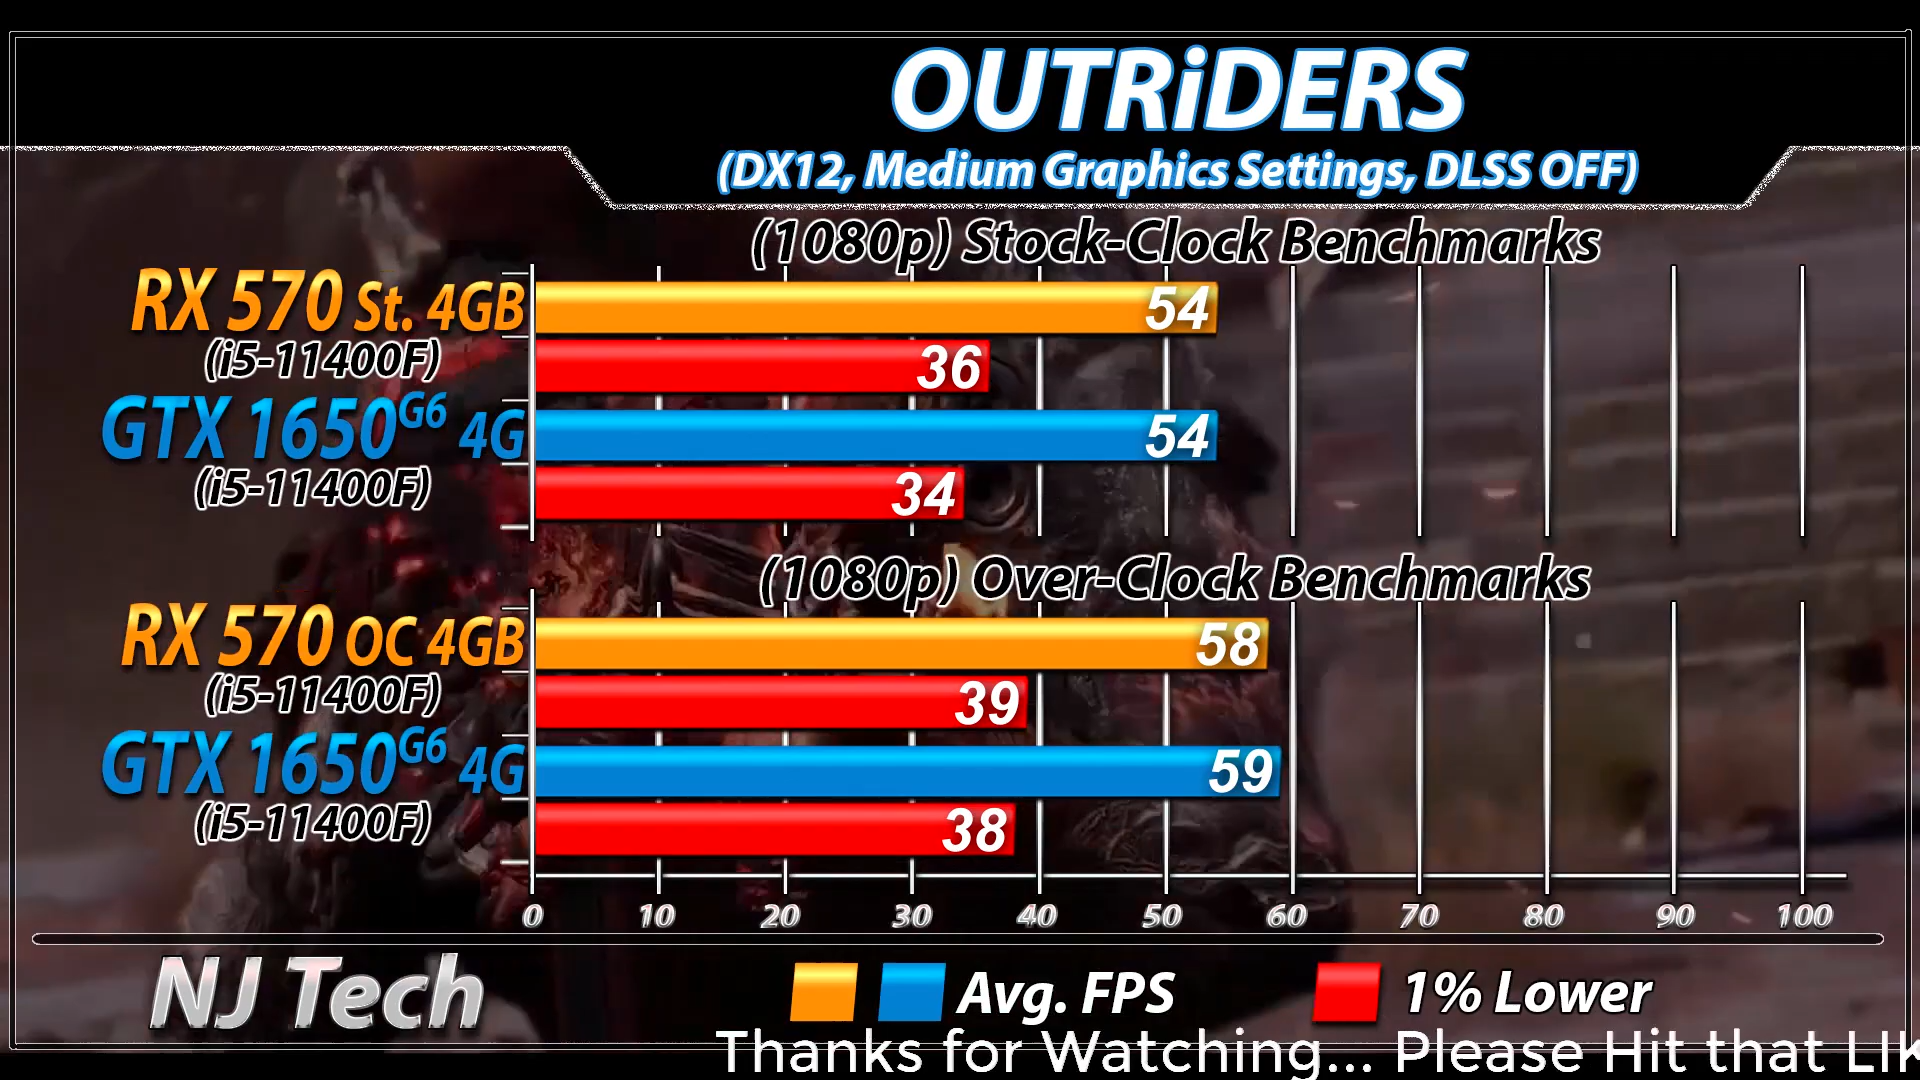 OUTRiDERS
(DX12, Medium Graphics Settings, DLSS OFF)
(1080p) Stock-Clock Benchmarks
RX 570 St. 4GB
54
(i5-11400F)
36
GTX 1650G6 4G
54
(i5-11400F)
34
(1080p) Over-Clock Benchmarks
RX 570 OC 4GB
58
(i5-11400F)
39
GTX 1650G6 4G
59
(i5-11400F)
38
0 10 20 30 40 50 60 70 80 90 100
NJ Tech
Avg. FPS
1% Lower
Thanks for Watching... Please Hit that LIK